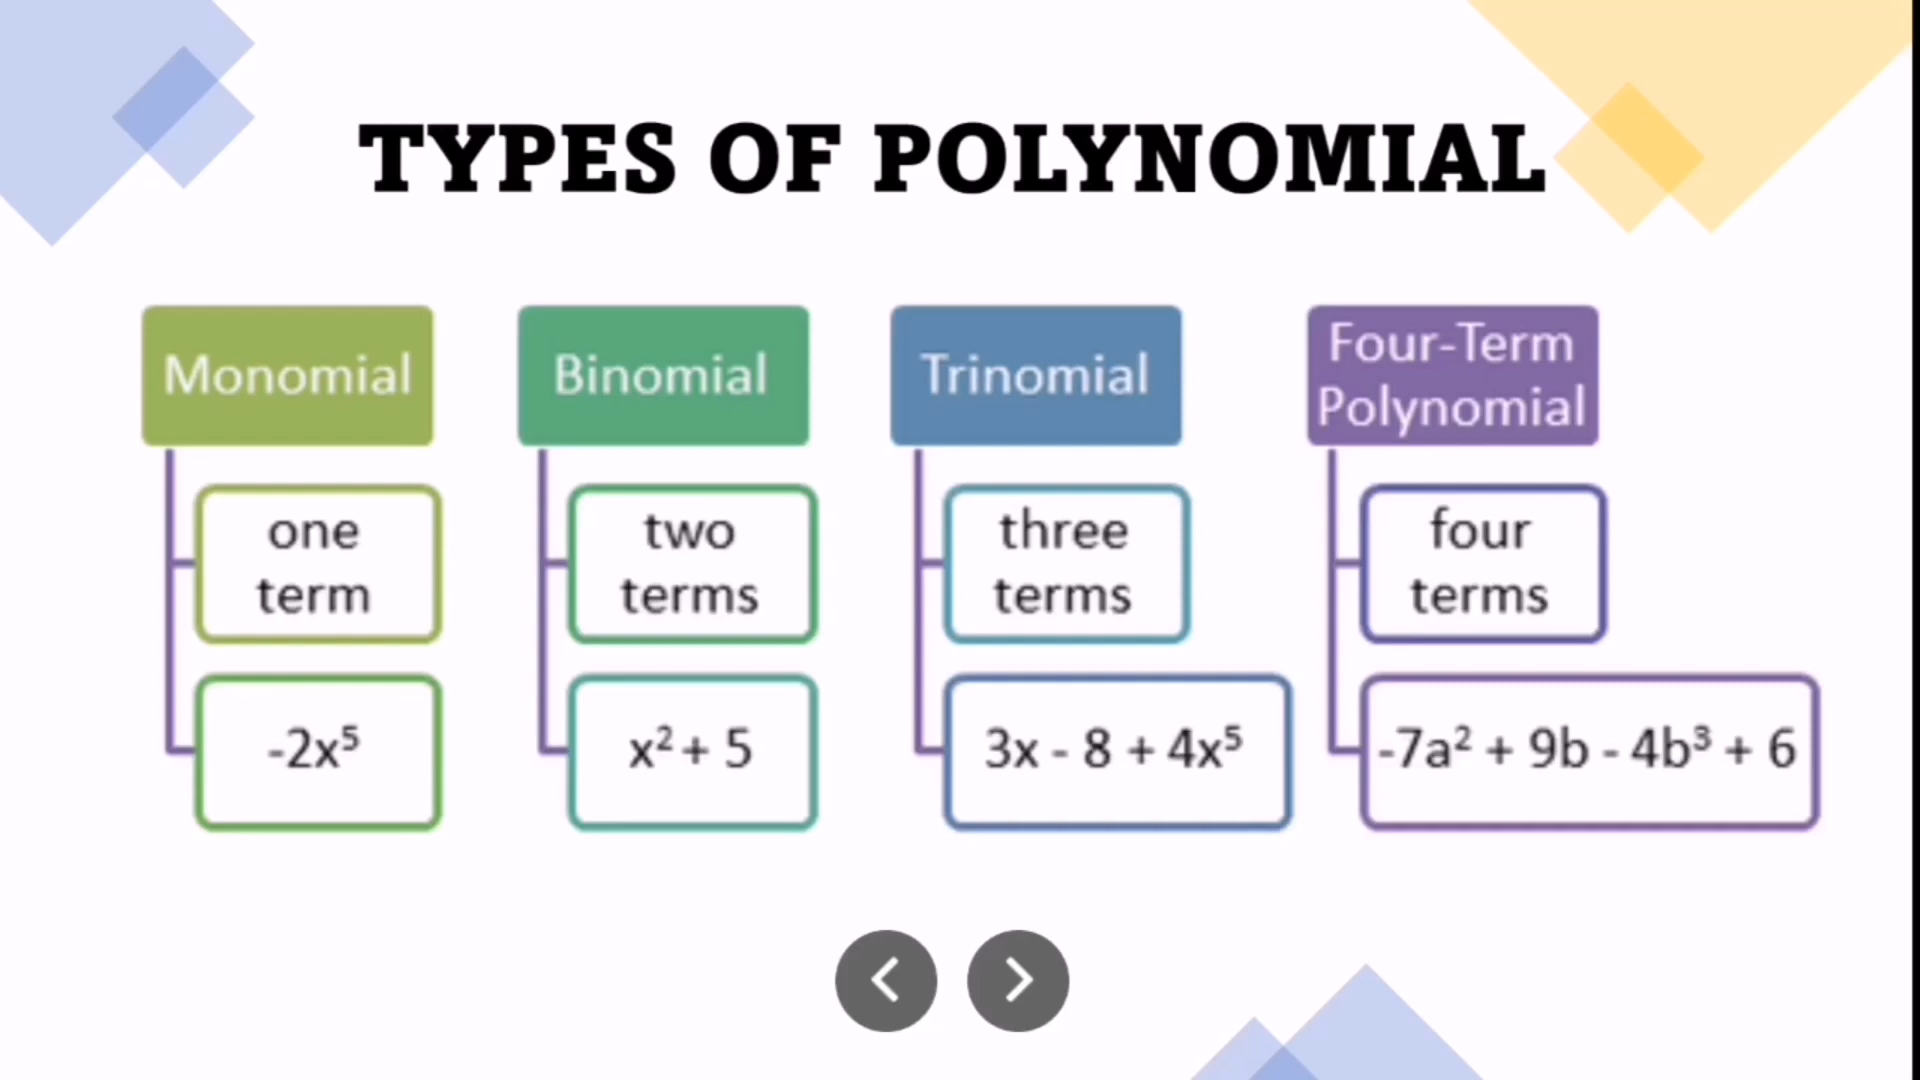 TYPES OF POLYNOMIAL
Monomial
one
term
-2x⁵
Binomial
two
terms
x² + 5
Trinomial
three
terms
3x - 8 + 4x⁵
Four-Term
Polynomial
four
terms
-7a² + 9b - 4b³ + 6